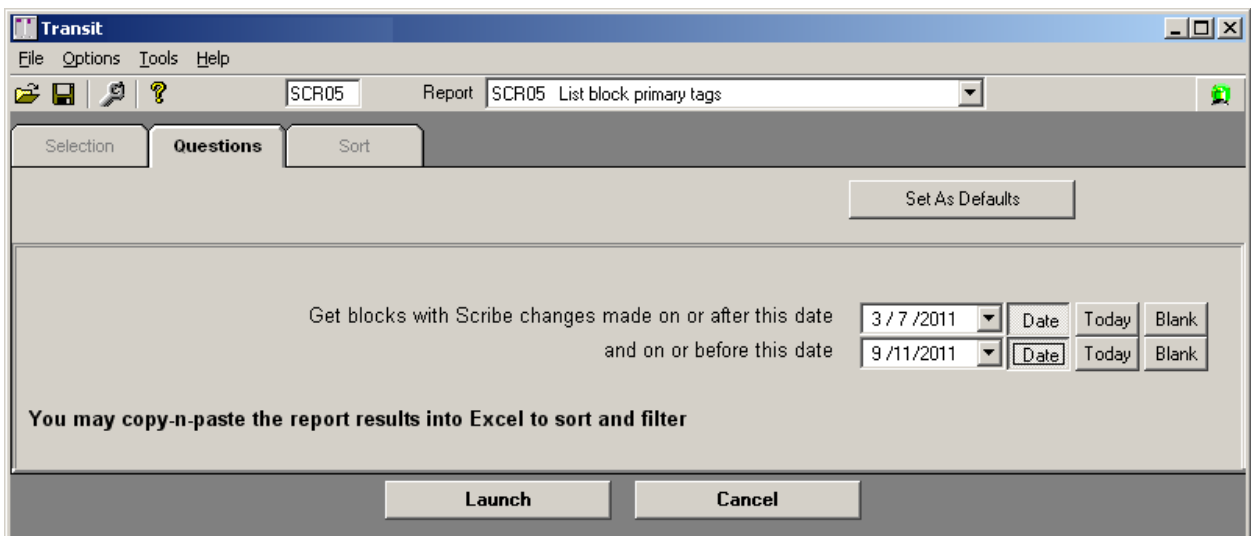 Transit
File Options Tools Help
SCR05 Report SCR05 List block primary tags
Selection Questions Sort
Set As Defaults
Get blocks with Scribe changes made on or after this date 3 / 7 /2011 Date Today Blank
and on or before this date 9 /11/2011 Date Today Blank
You may copy-n-paste the report results into Excel to sort and filter
Launch Cancel